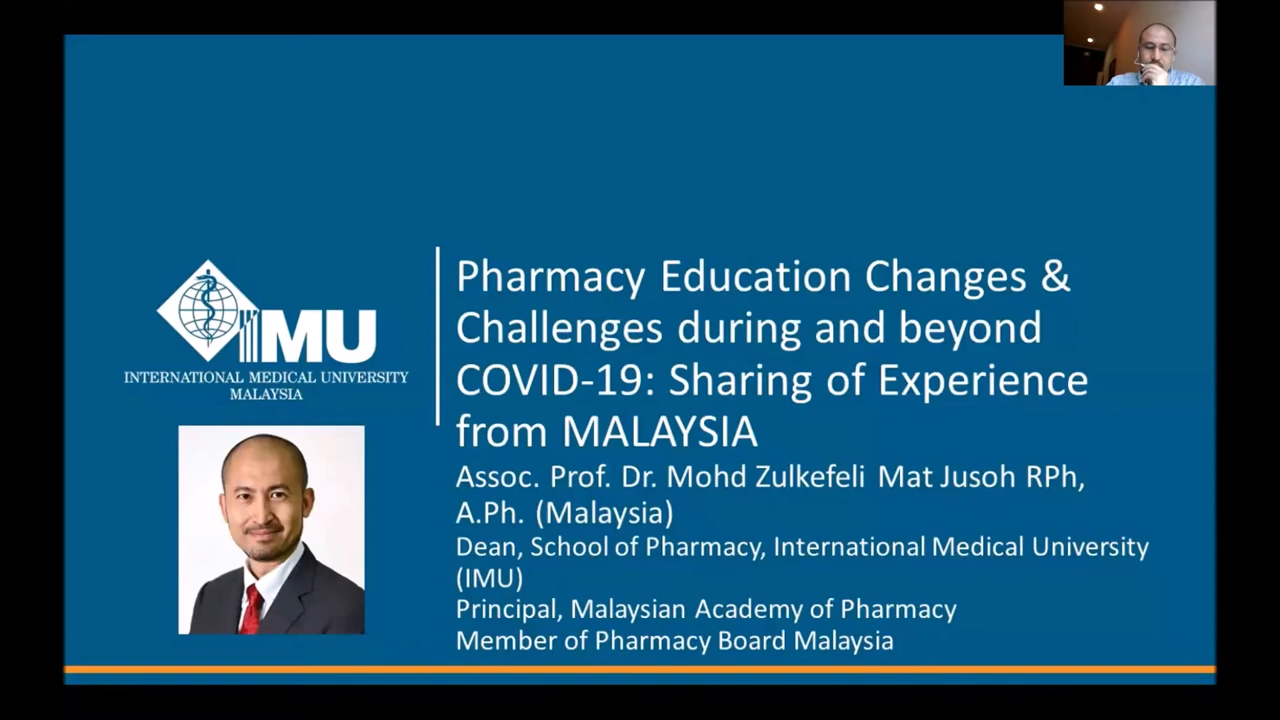 IMU
INTERNATIONAL MEDICAL UNIVERSITY
MALAYSIA
Pharmacy Education Changes &
Challenges during and beyond
COVID-19: Sharing of Experience
from MALAYSIA
Assoc. Prof. Dr. Mohd Zulkefeli Mat Jusoh RPh,
A.Ph. (Malaysia)
Dean, School of Pharmacy, International Medical University
(IMU)
Principal, Malaysian Academy of Pharmacy
Member of Pharmacy Board Malaysia